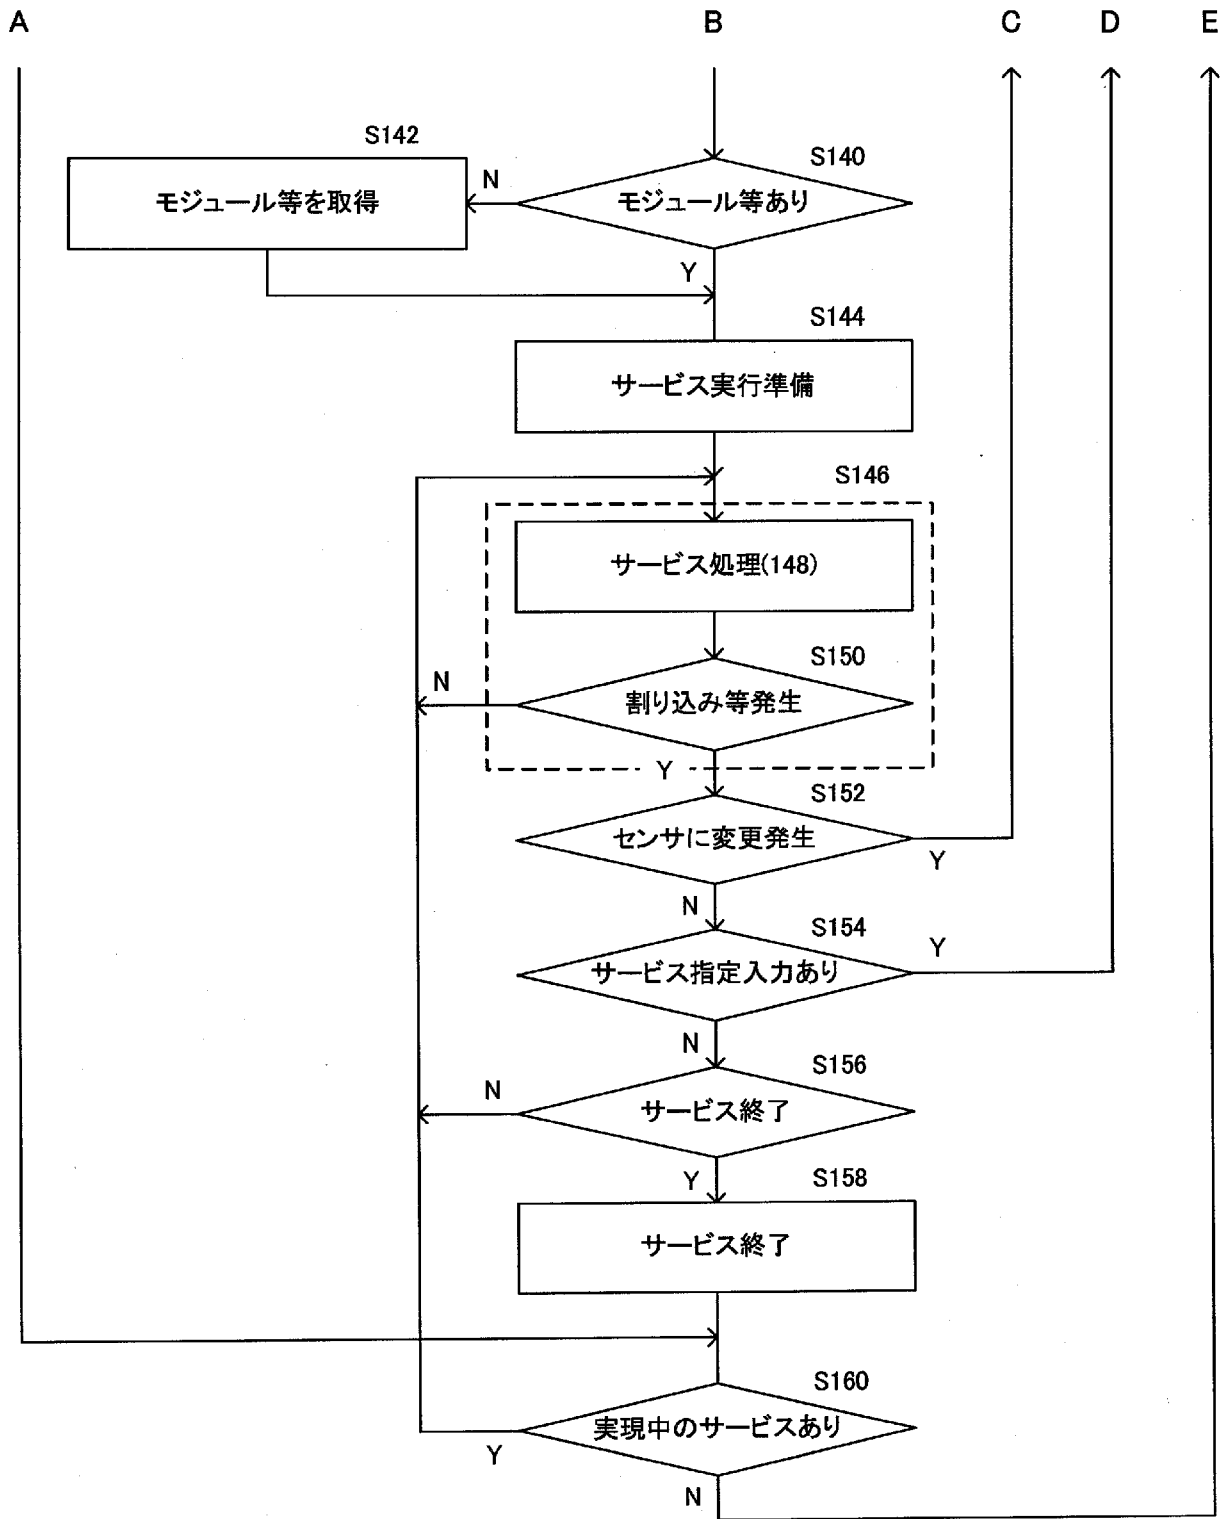 A B C D E
S142
S140
モジュール等を取得
N
モジュール等あり
Y
S144
サービス実行準備
S146
サービス処理(148)
S150
N
割り込み等発生
Y
S152
センサに変更発生
Y
N
S154
サービス指定入力あり
Y
N
S156
N
サービス終了
Y
S158
サービス終了
S160
実現中のサービスあり
Y
N